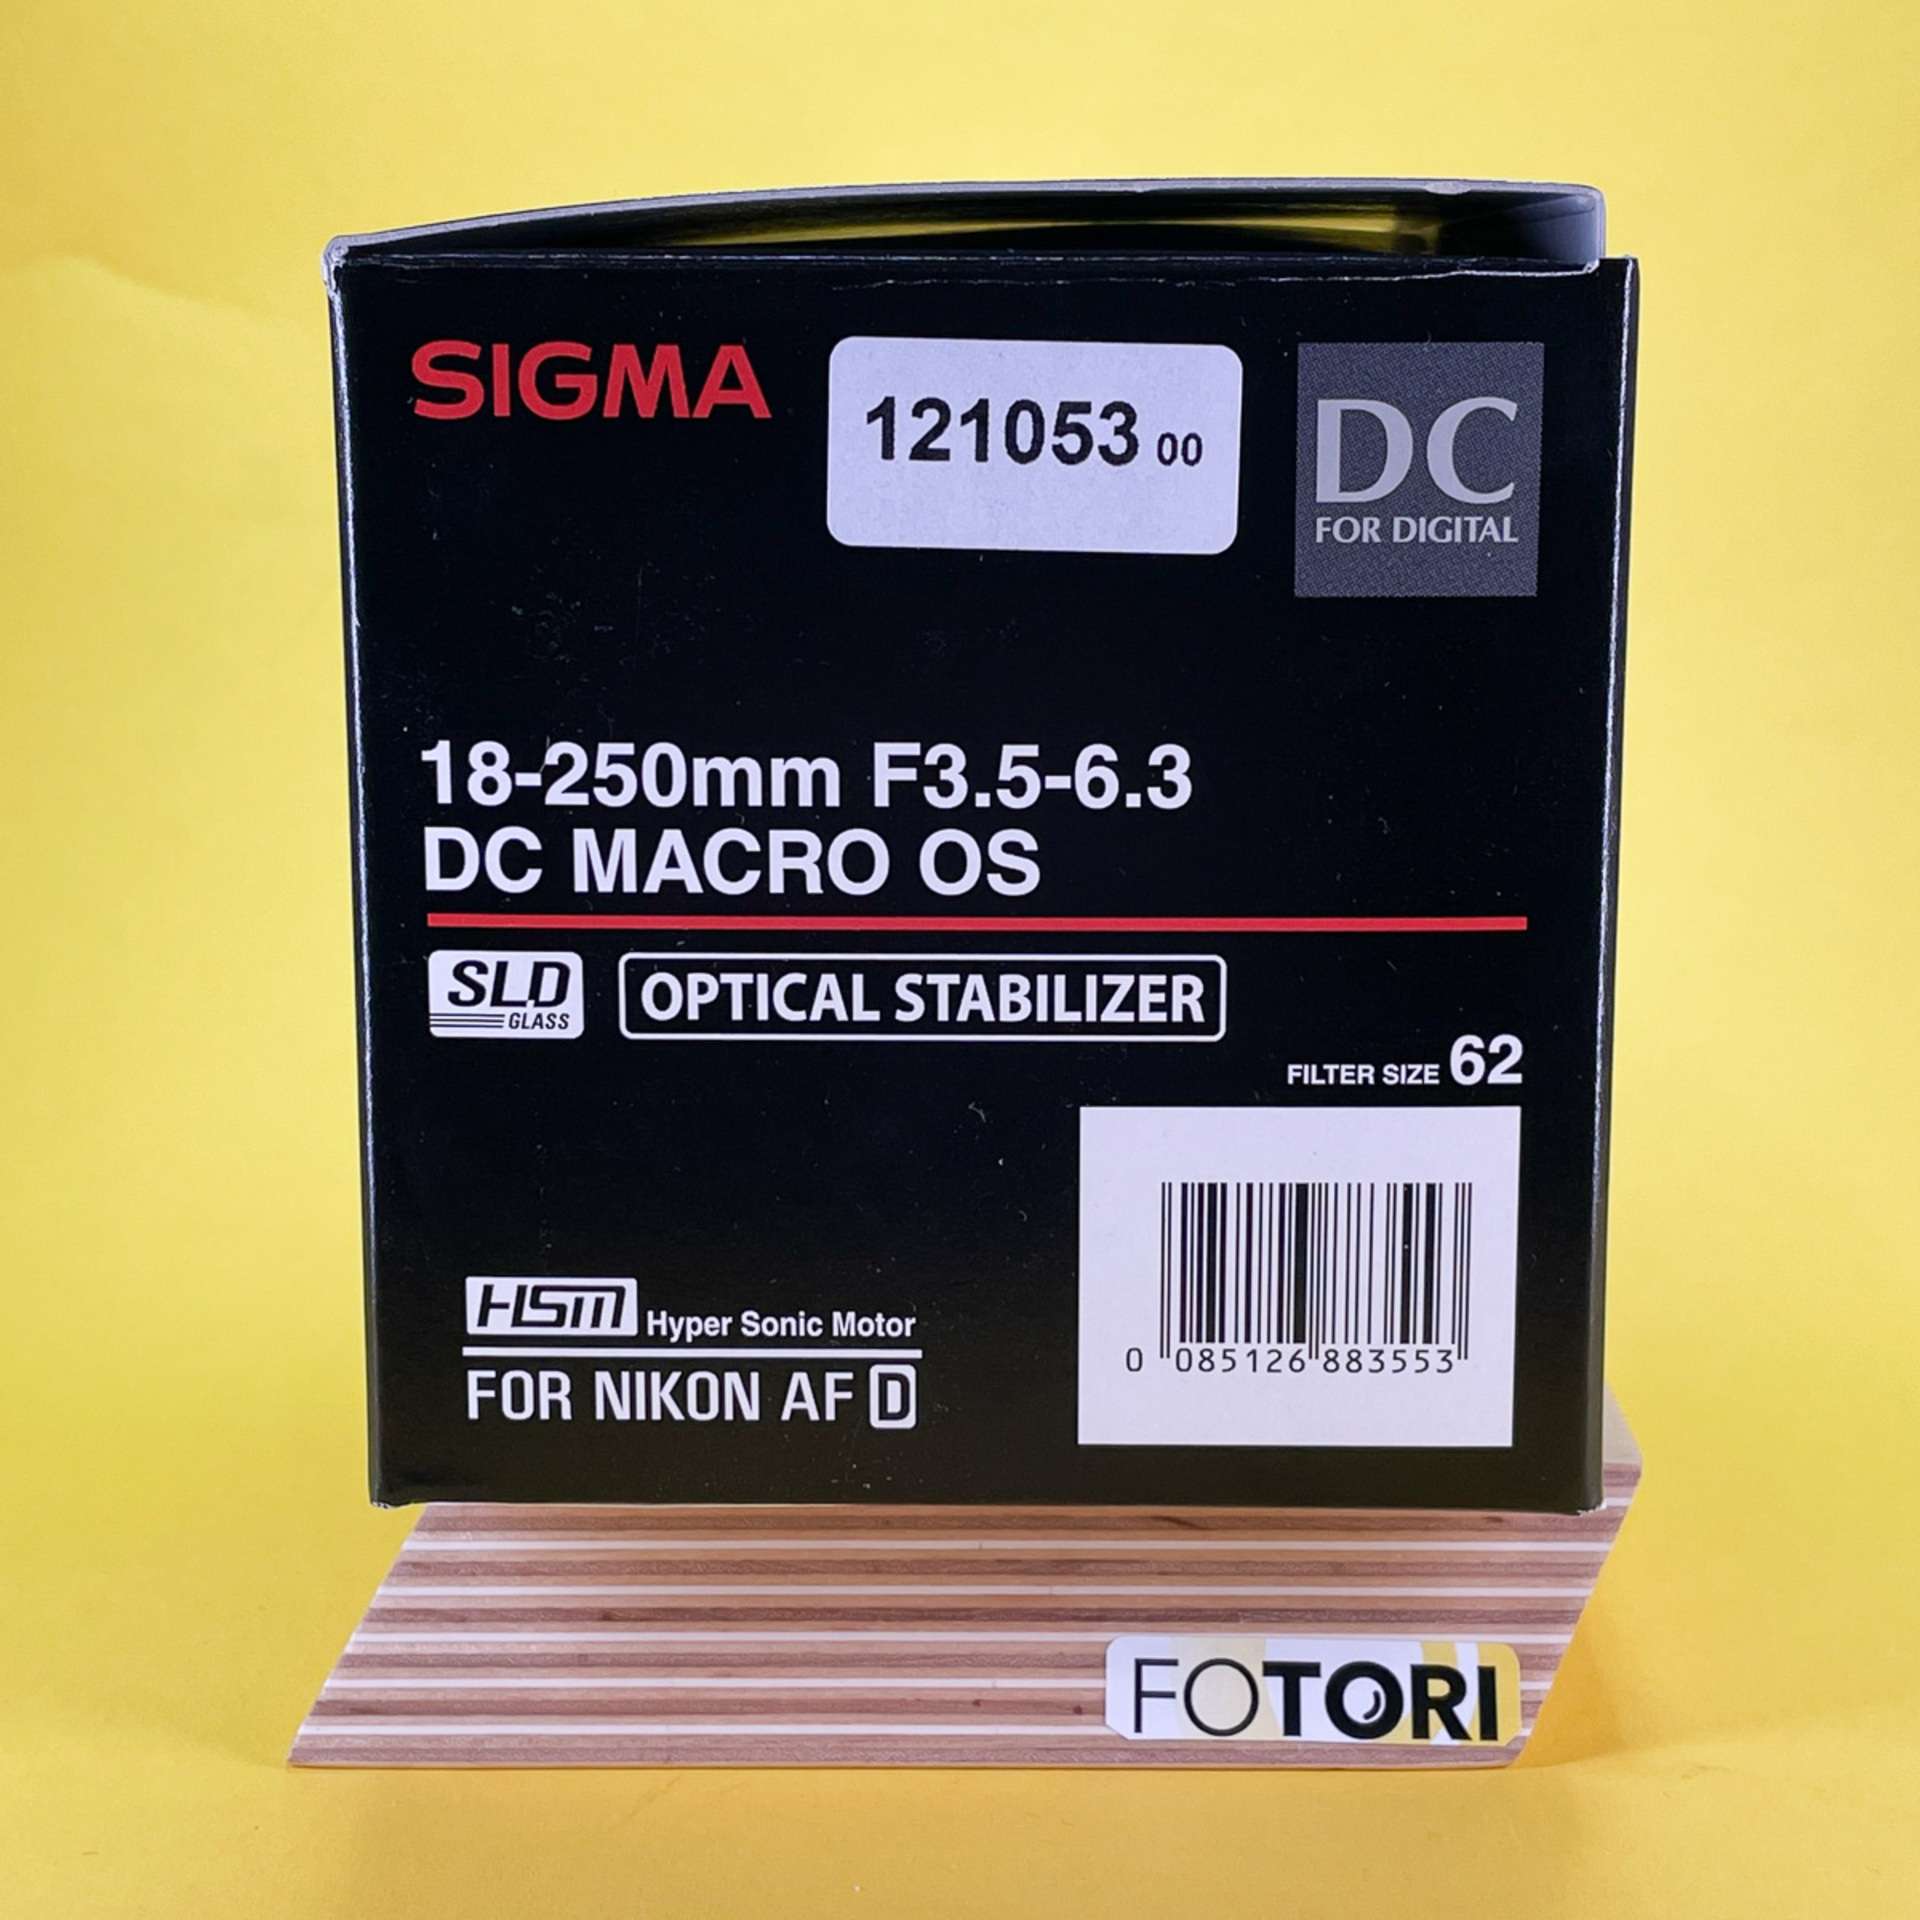 SIGMA
121053 00
DC
FOR DIGITAL
18-250mm F3.5-6.3
DC MACRO OS
SLD
GLASS
OPTICAL STABILIZER
FILTER SIZE 62
HSM Hyper Sonic Motor
FOR NIKON AF D
0 085126 883553
FOTORI